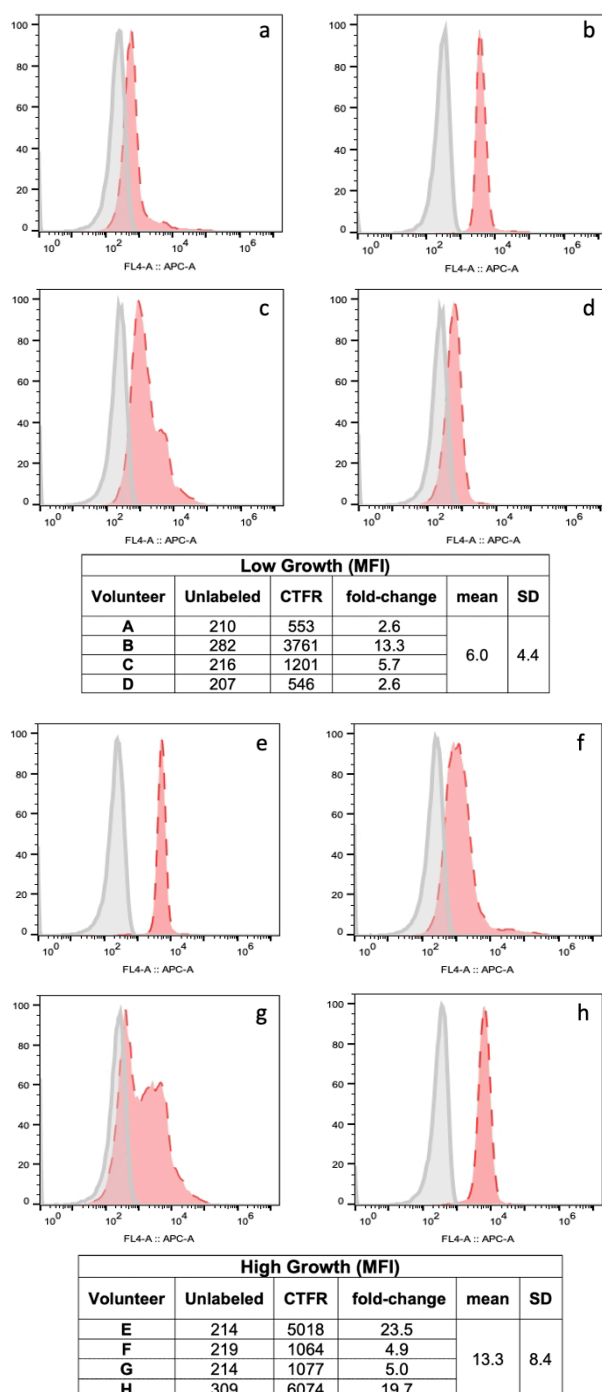 a
b
100
80
60
40
20
0
10^0 10^2 10^4 10^6
FL4-A :: APC-A
100
80
60
40
20
0
10^0 10^2 10^4 10^6
FL4-A :: APC-A
c
d
100
80
60
40
20
0
10^0 10^2 10^4 10^6
FL4-A :: APC-A
100
80
60
40
20
0
10^0 10^2 10^4 10^6
FL4-A :: APC-A
Low Growth (MFI)
Volunteer Unlabeled CTFR fold-change mean SD
A 210 553 2.6
B 282 3761 13.3
6.0 4.4
C 216 1201 5.7
D 207 546 2.6
e
f
100
80
60
40
20
0
10^0 10^2 10^4 10^6
FL4-A :: APC-A
100
80
60
40
20
0
10^0 10^2 10^4 10^6
FL4-A :: APC-A
g
h
100
80
60
40
20
0
10^0 10^2 10^4 10^6
FL4-A :: APC-A
100
80
60
40
20
0
10^0 10^2 10^4 10^6
FL4-A :: APC-A
High Growth (MFI)
Volunteer Unlabeled CTFR fold-change mean SD
E 214 5018 23.5
F 219 1064 4.9
13.3 8.4
G 214 1077 5.0
H 309 6074 19.7